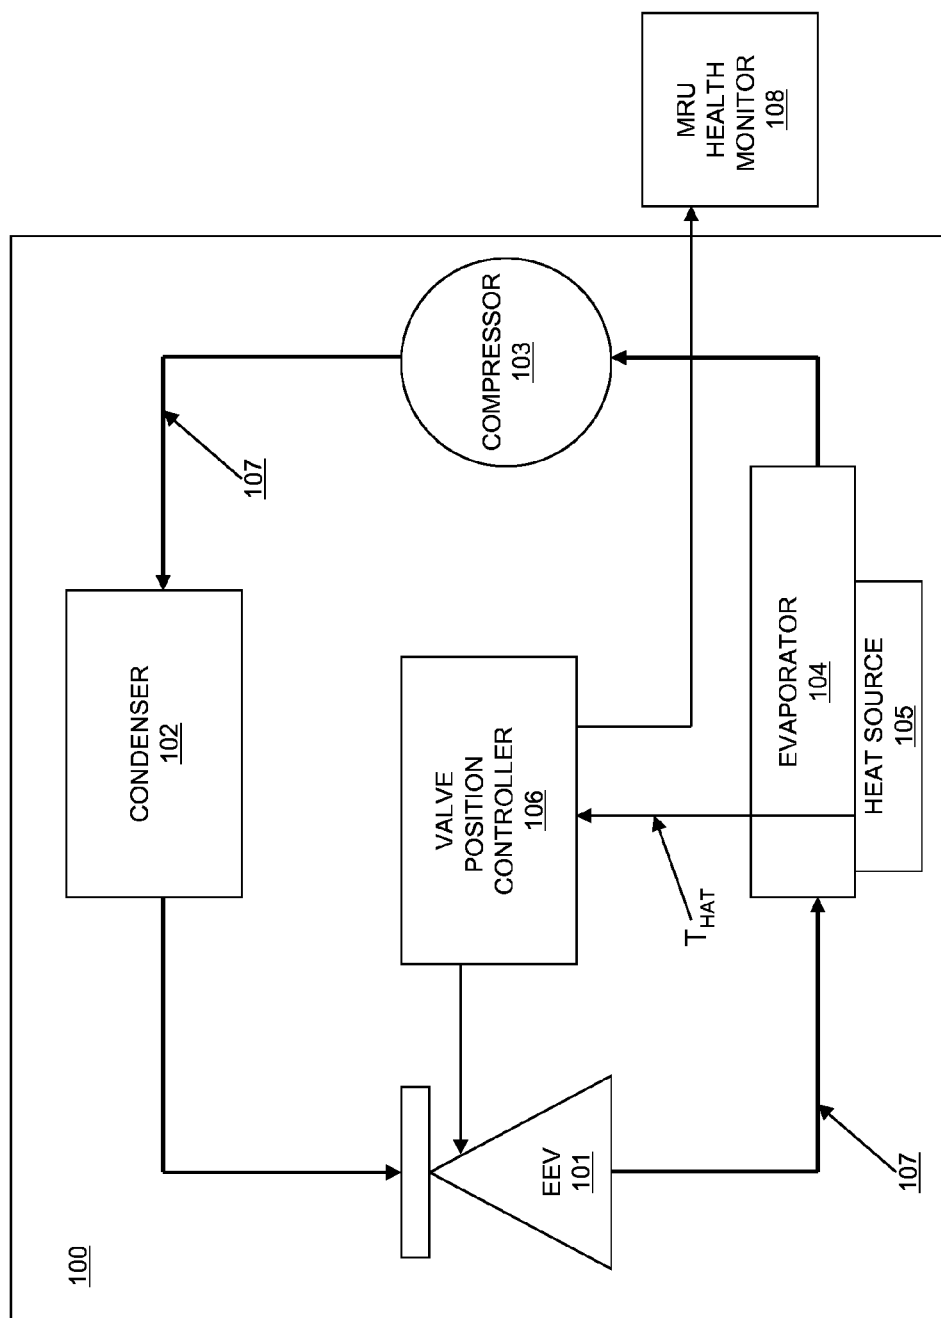 100
CONDENSER
102
107
COMPRESSOR
103
MRU
HEALTH
MONITOR
108
VALVE
POSITION
CONTROLLER
106
EEV
101
T_HAT
EVAPORATOR
104
HEAT SOURCE
105
107